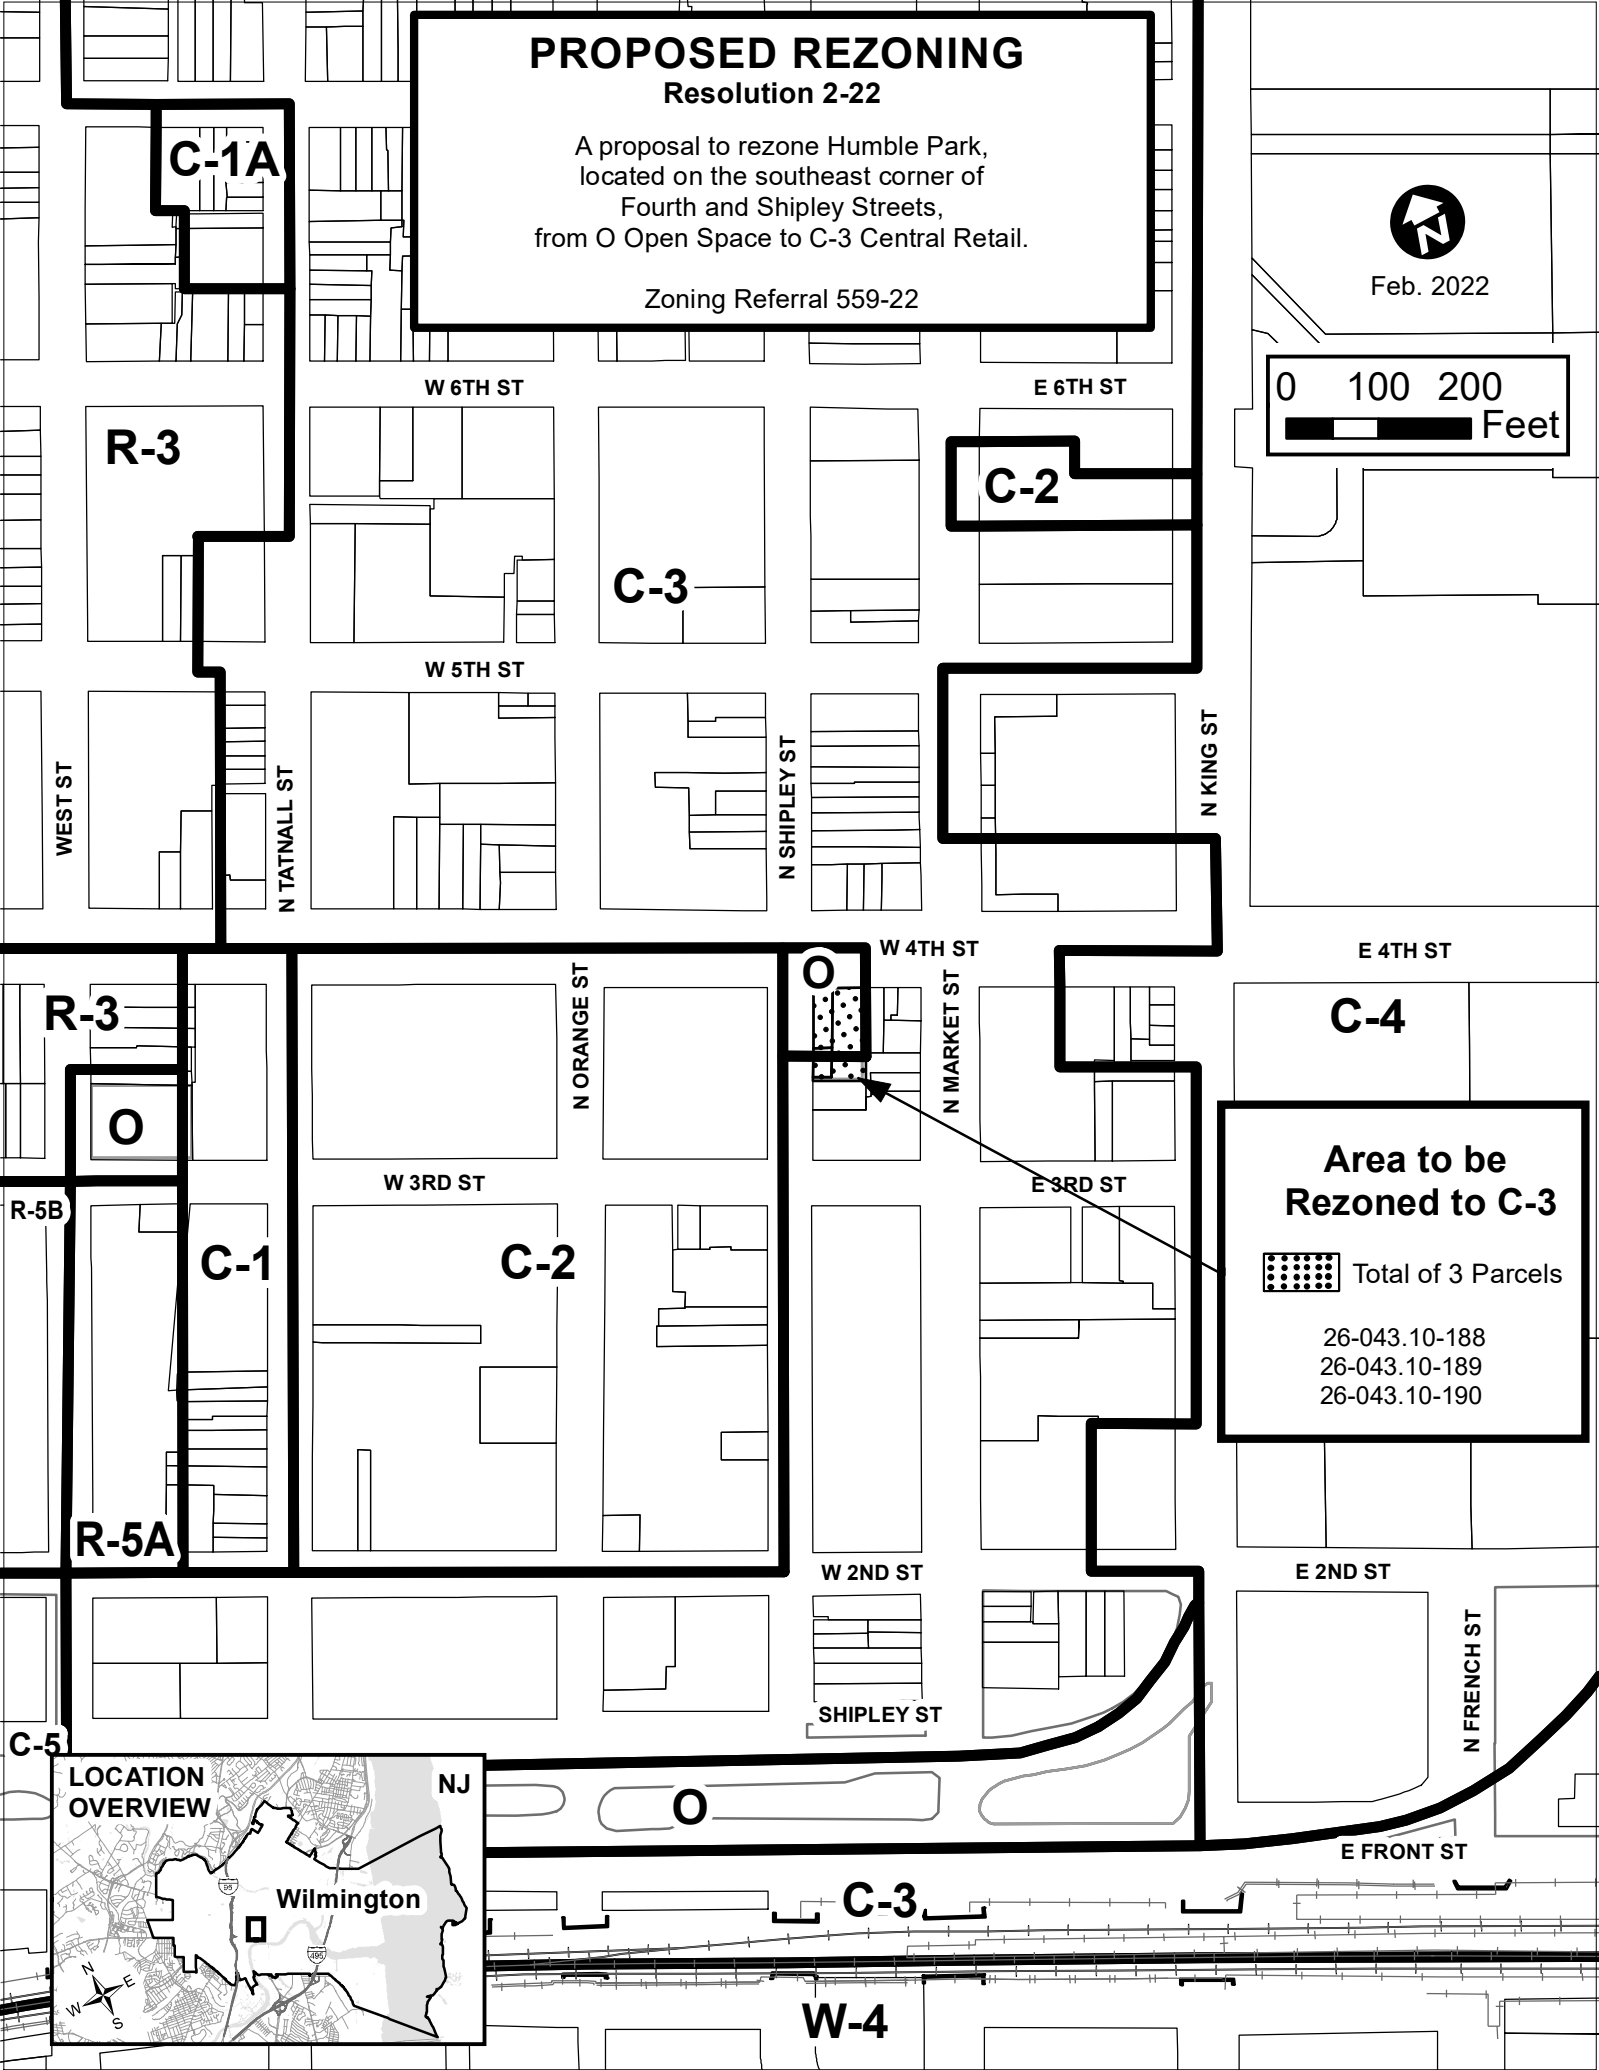 PROPOSED REZONING
Resolution 2-22
A proposal to rezone Humble Park,
located on the southeast corner of
Fourth and Shipley Streets,
from O Open Space to C-3 Central Retail.
Zoning Referral 559-22
C-1A
N
Feb. 2022
0 100 200
Feet
W 6TH ST
E 6TH ST
R-3
C-2
C-3
W 5TH ST
WEST ST
N TATNALL ST
N SHIPLEY ST
N KING ST
W 4TH ST
E 4TH ST
O
R-3
N ORANGE ST
N MARKET ST
C-4
O
W 3RD ST
E 3RD ST
R-5B
C-1
C-2
Area to be
Rezoned to C-3
Total of 3 Parcels
26-043.10-188
26-043.10-189
26-043.10-190
R-5A
W 2ND ST
E 2ND ST
N FRENCH ST
SHIPLEY ST
C-5
O
E FRONT ST
LOCATION
OVERVIEW
NJ
95
Wilmington
495
N
E
W
S
C-3
W-4